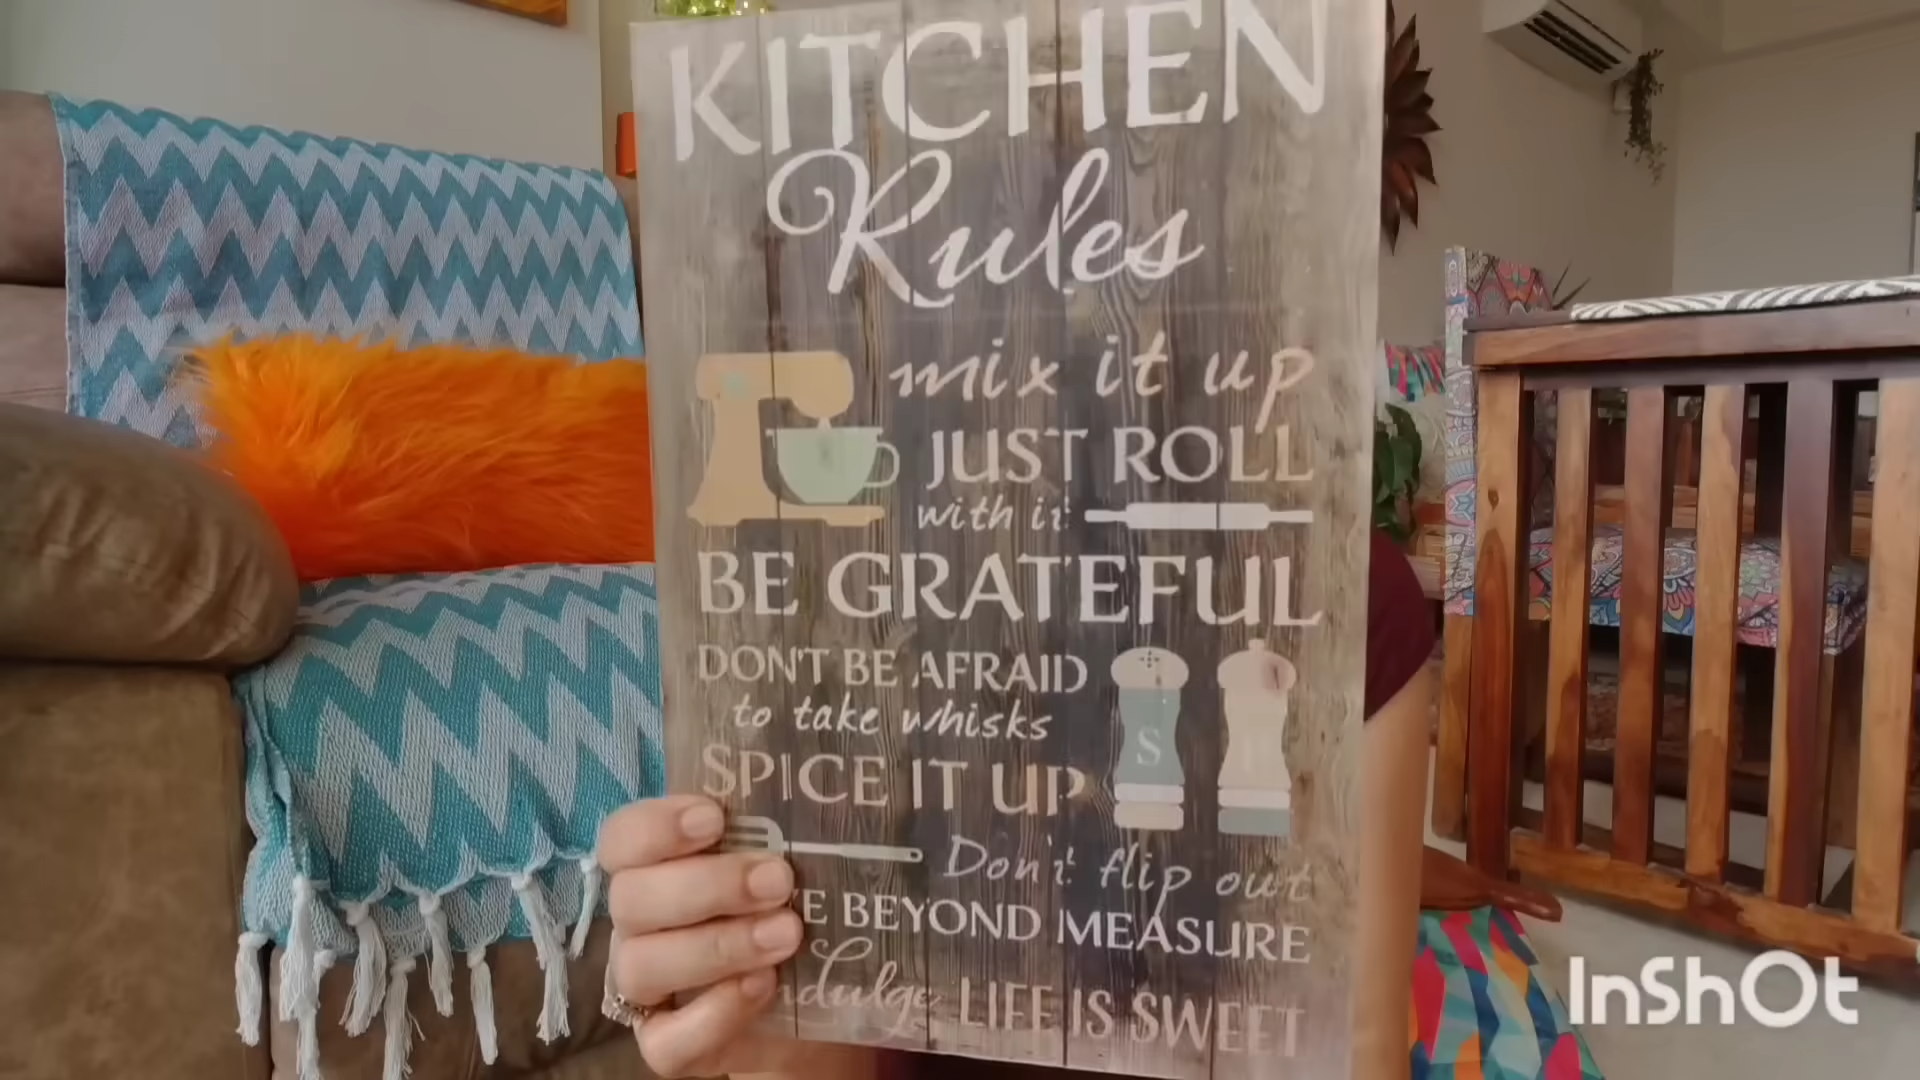 KITCHEN
Rules
mix it up
JUST ROLL
with it
BE GRATEFUL
DON'T BE AFRAID
to take whisks
SPICE IT UP
S
Don't flip out
BEYOND MEASURE
Indulge LIFE IS SWEET
InShOt